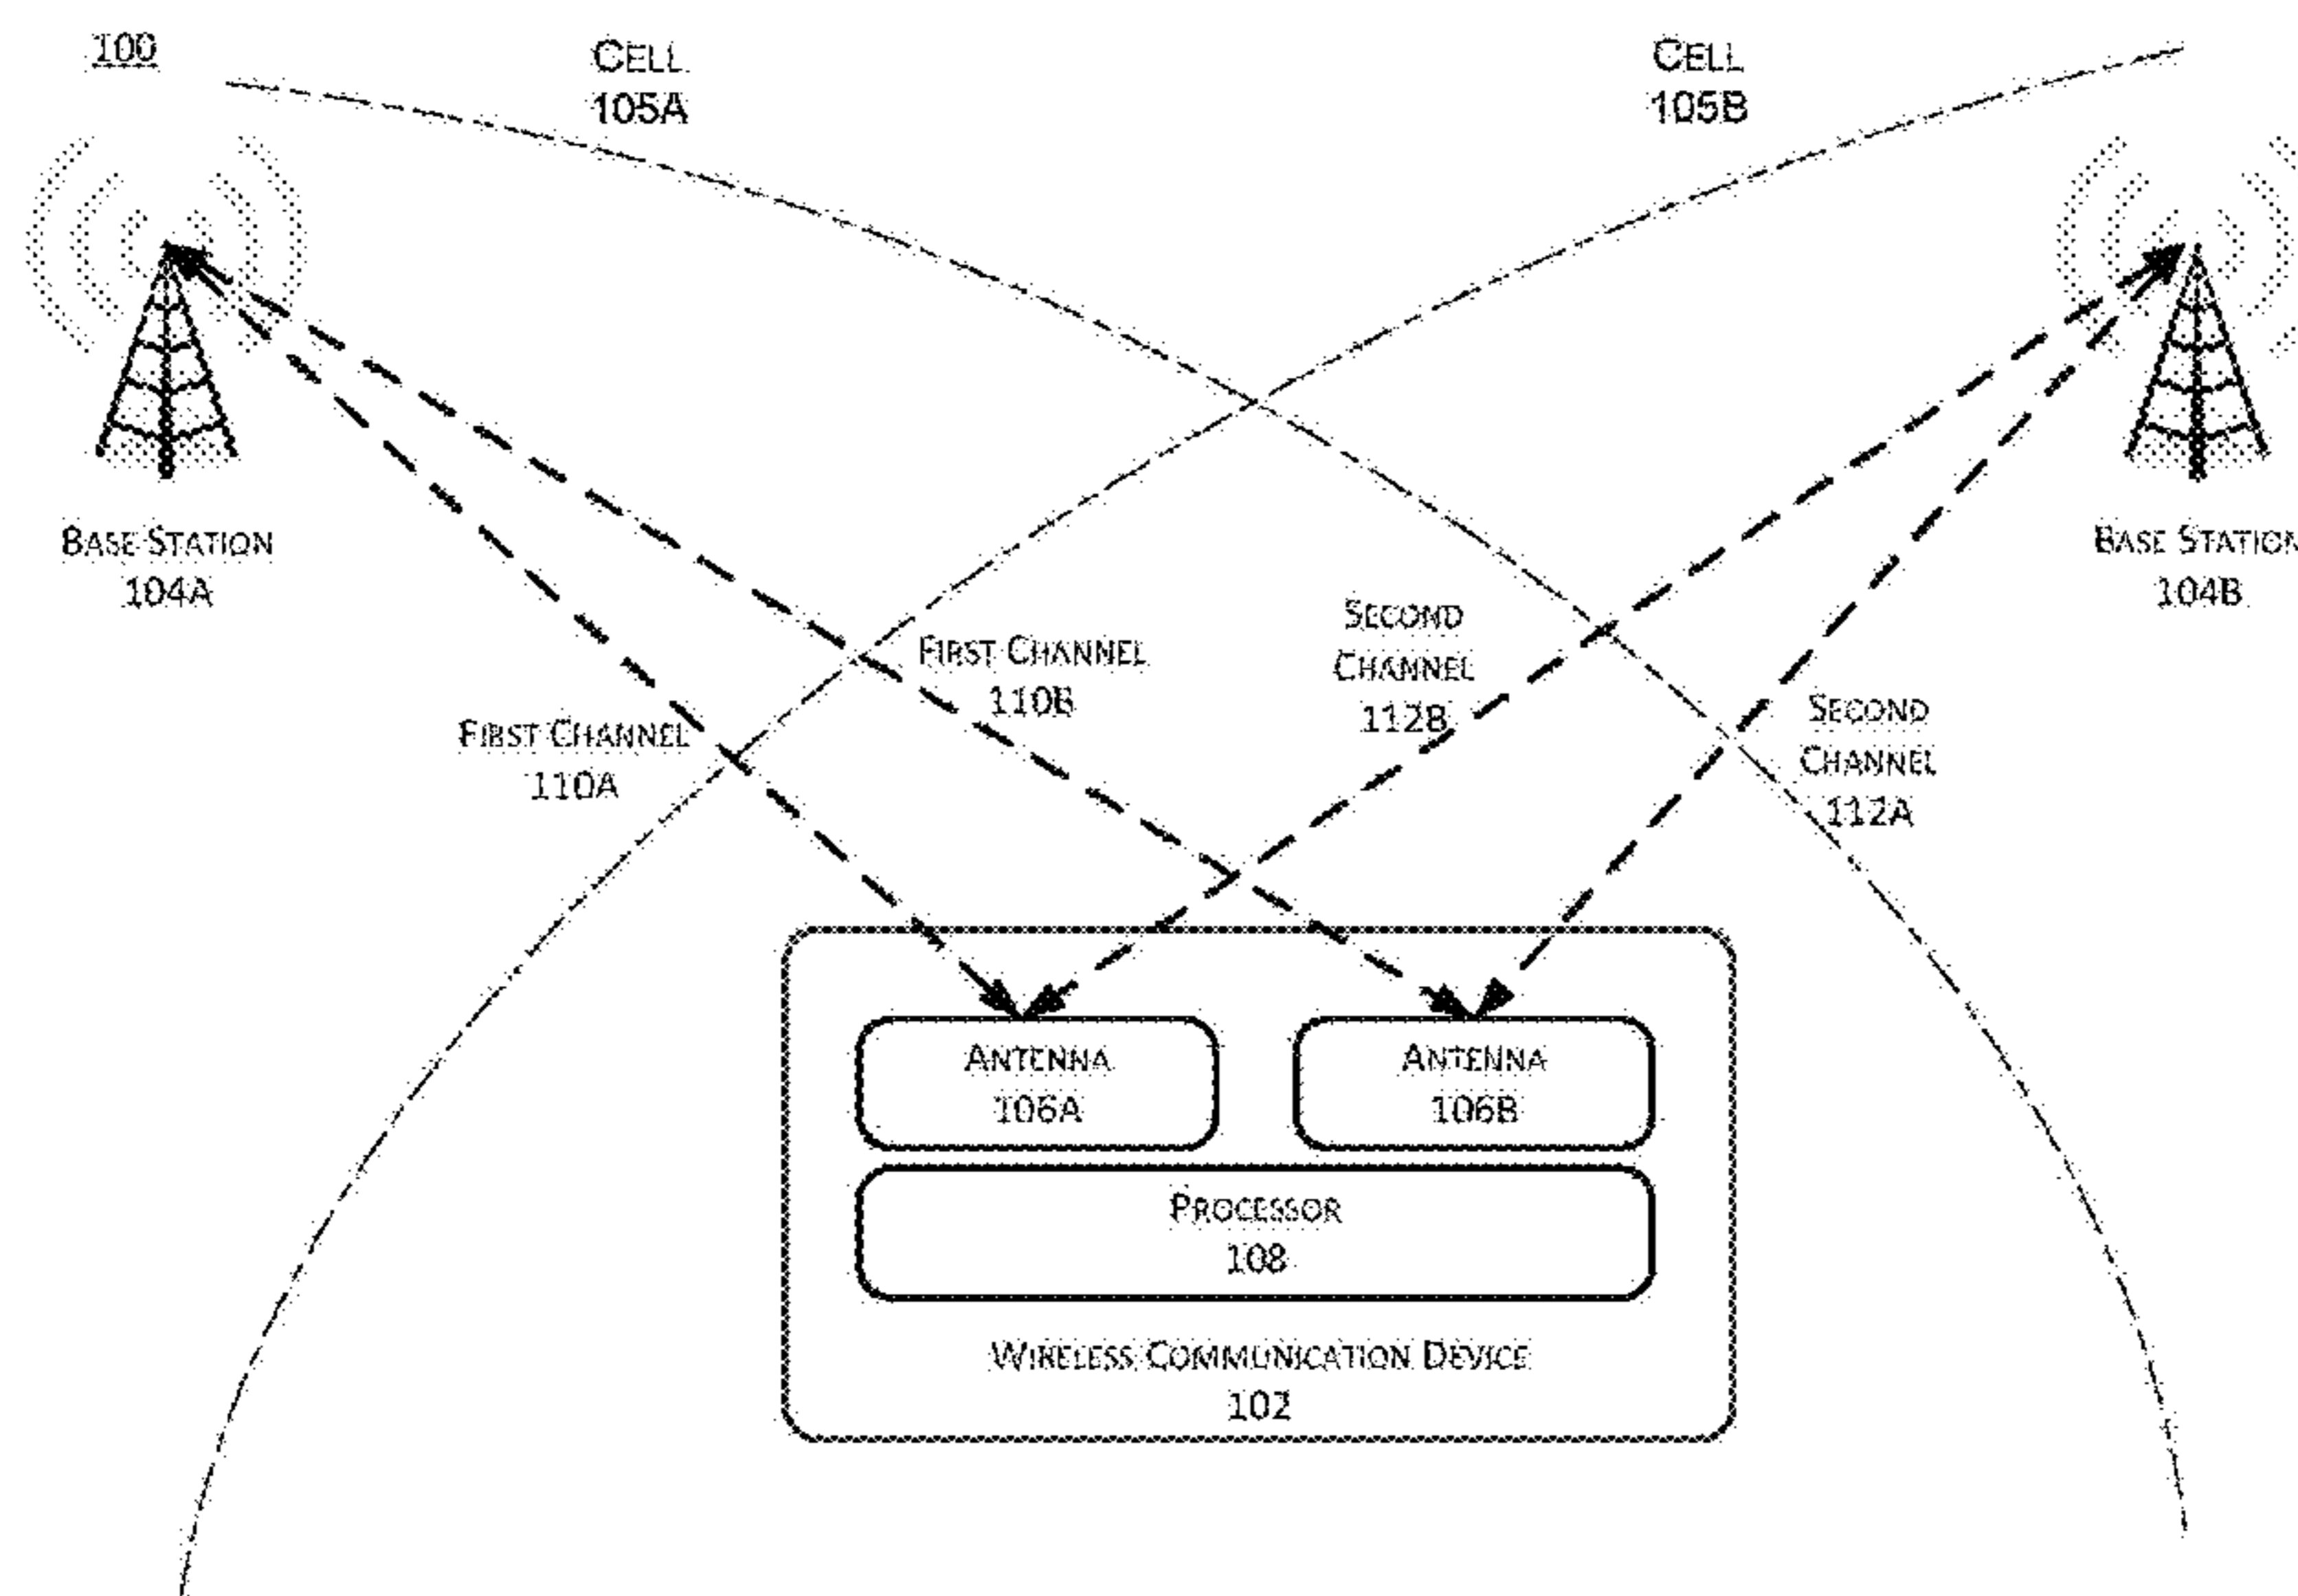 100
CELL
105A
CELL
105B
BASE STATION
104A
BASE STATION
104B
FIRST CHANNEL
110A
FIRST CHANNEL
110B
SECOND
CHANNEL
112B
SECOND
CHANNEL
112A
ANTENNA
106A
ANTENNA
106B
PROCESSOR
108
WIRELESS COMMUNICATION DEVICE
102